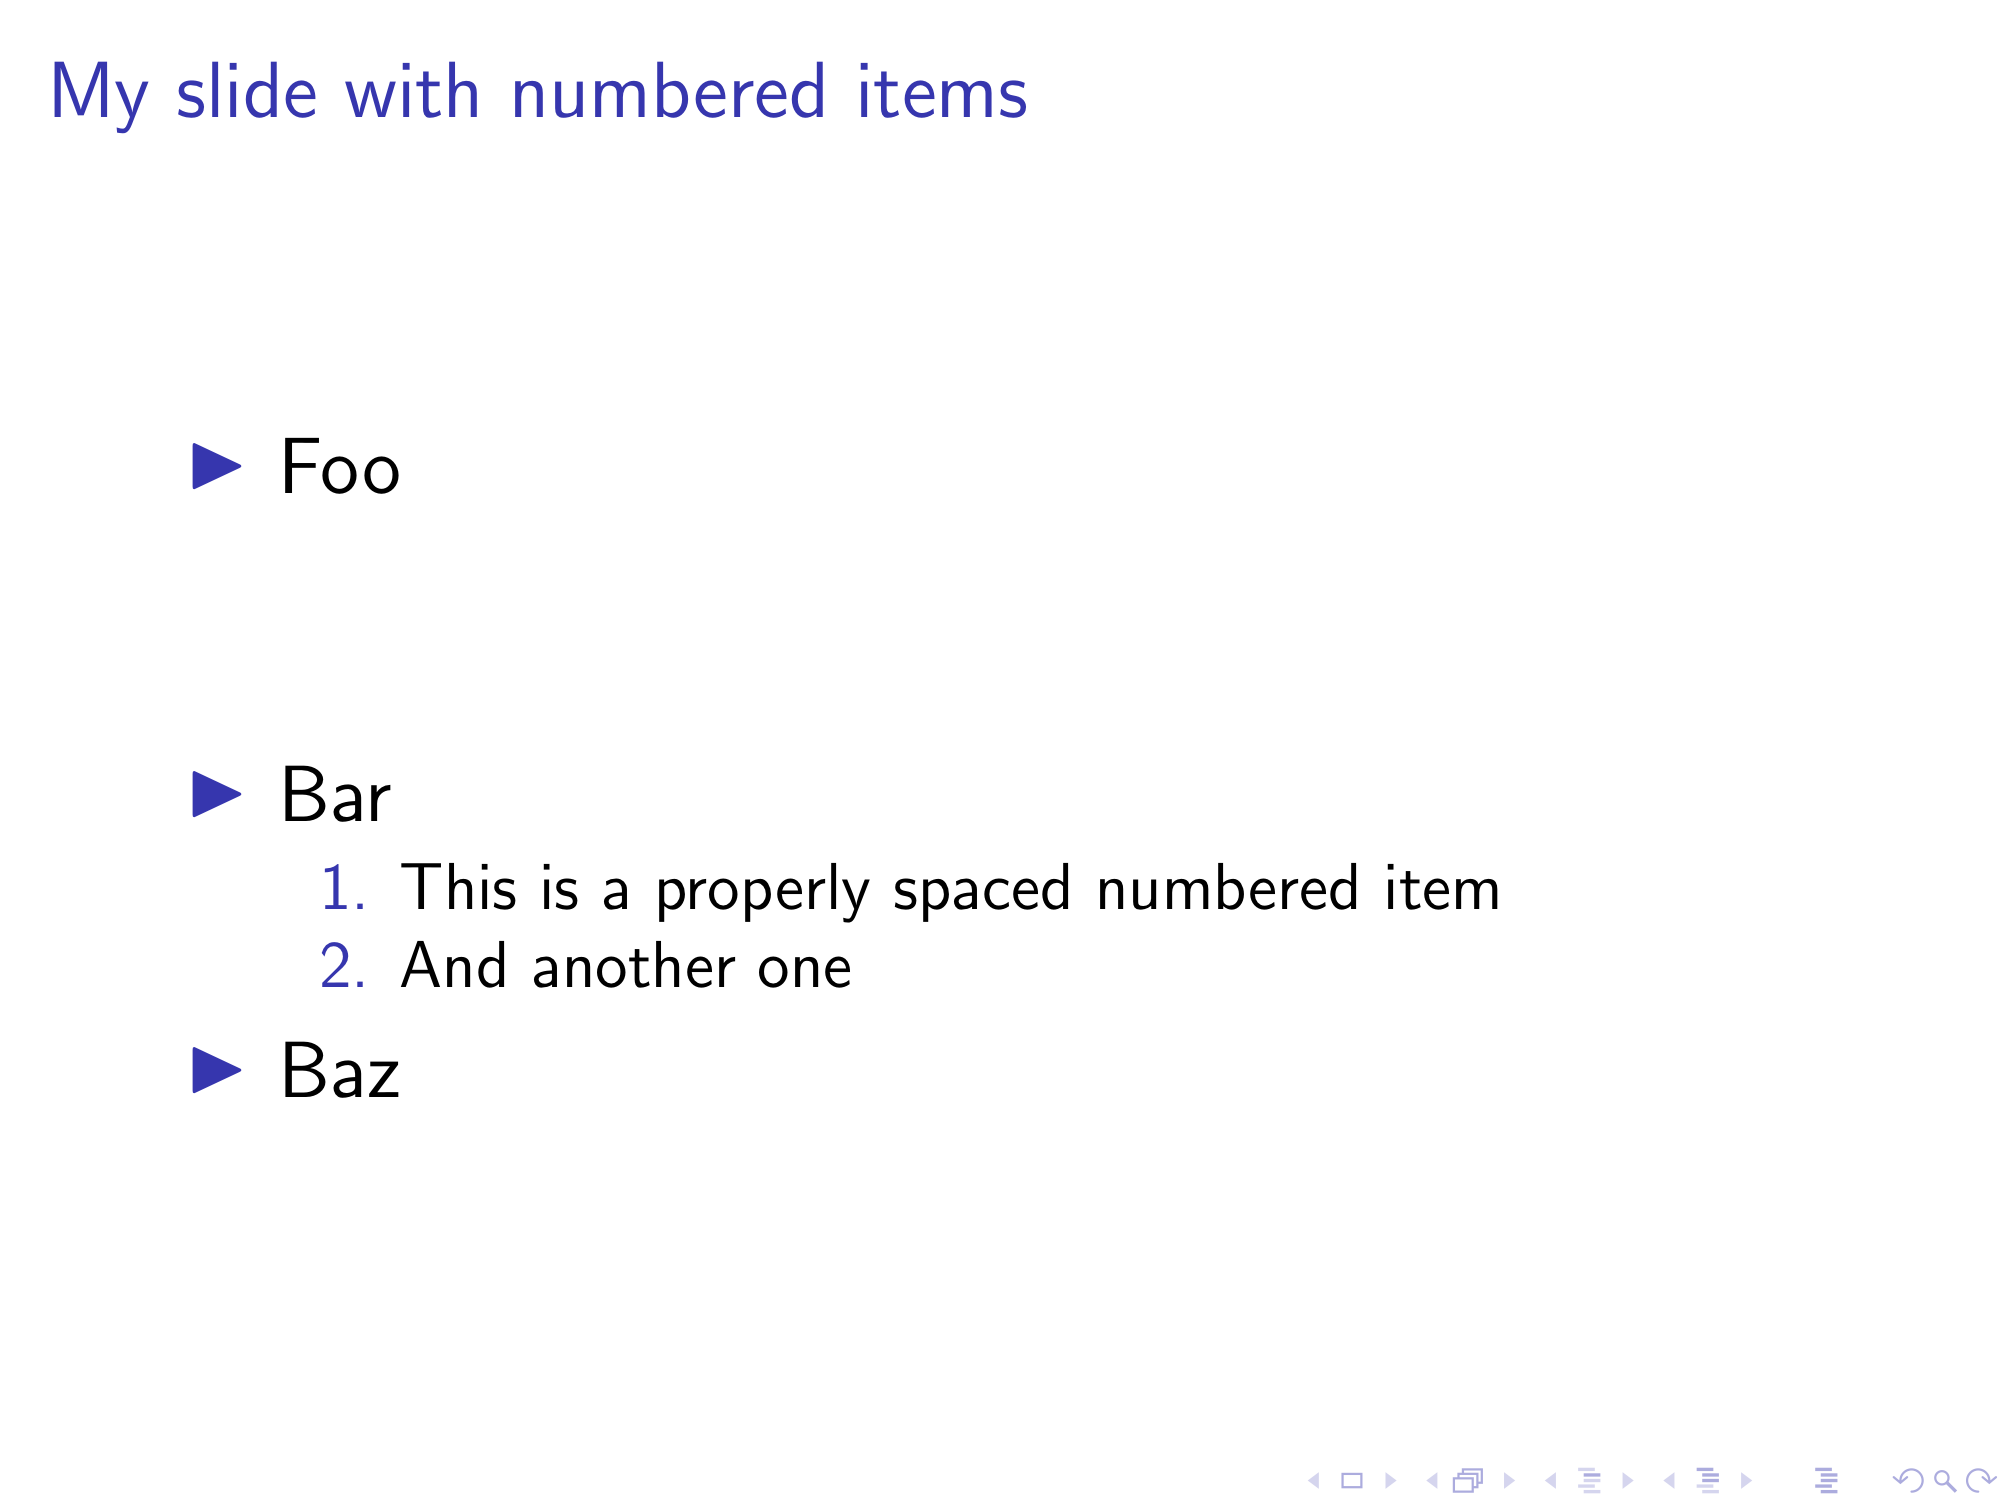 My slide with numbered items
Foo
Bar
1. This is a properly spaced numbered item
2. And another one
Baz